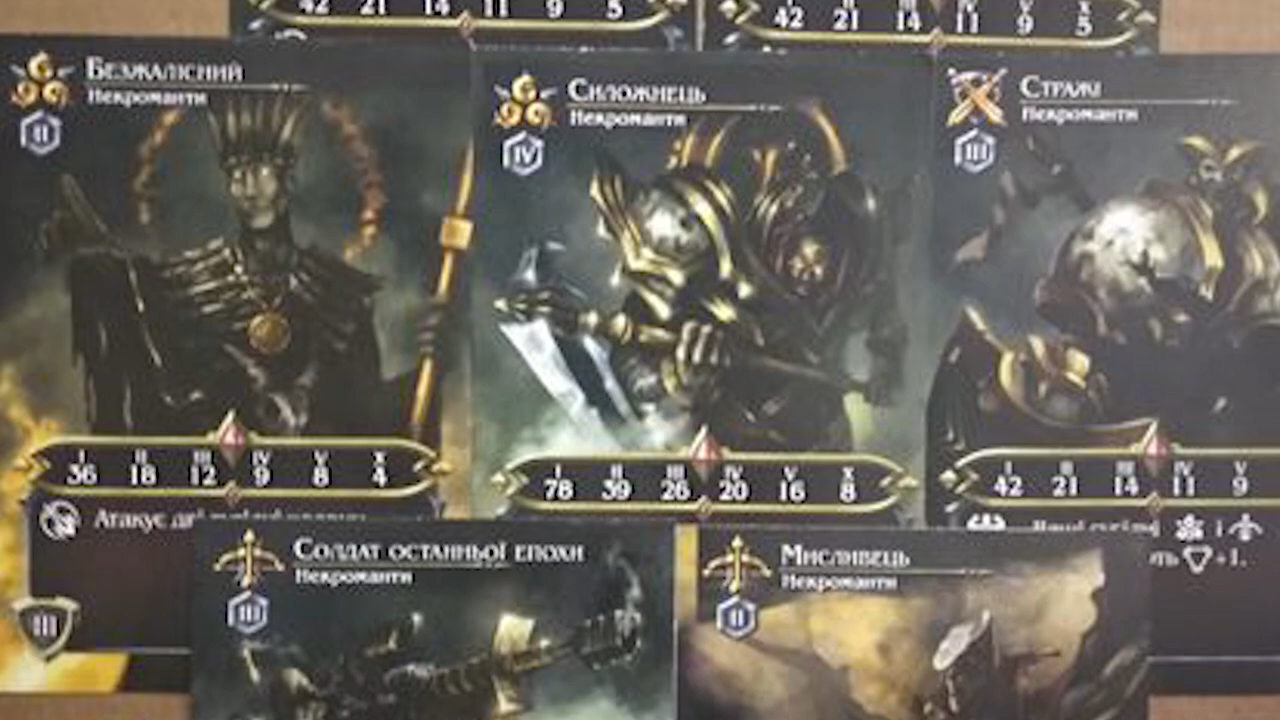 42 21 14 11 9 5
42 21 14 11 9 5
IV V X
Безжалісний
Некроманти
II
I II III IV V X
36 18 12 9 8 4
Атакує
III
Силожнець
Некроманти
IV
I II III IV V X
78 39 26 20 16 8
Стражі
Некроманти
III
I II III IV V
42 21 14 11 9
і
+1.
Солдат останньої епохи
Некроманти
III
Мисливець
Некроманти
II